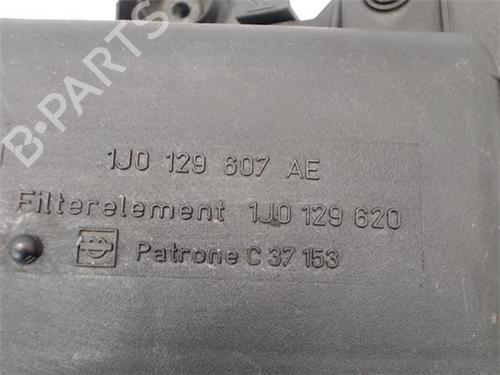 B-PARTS
1J0 129 607 AE
Filterelement 1J0 129 620
Patrone C 37 153